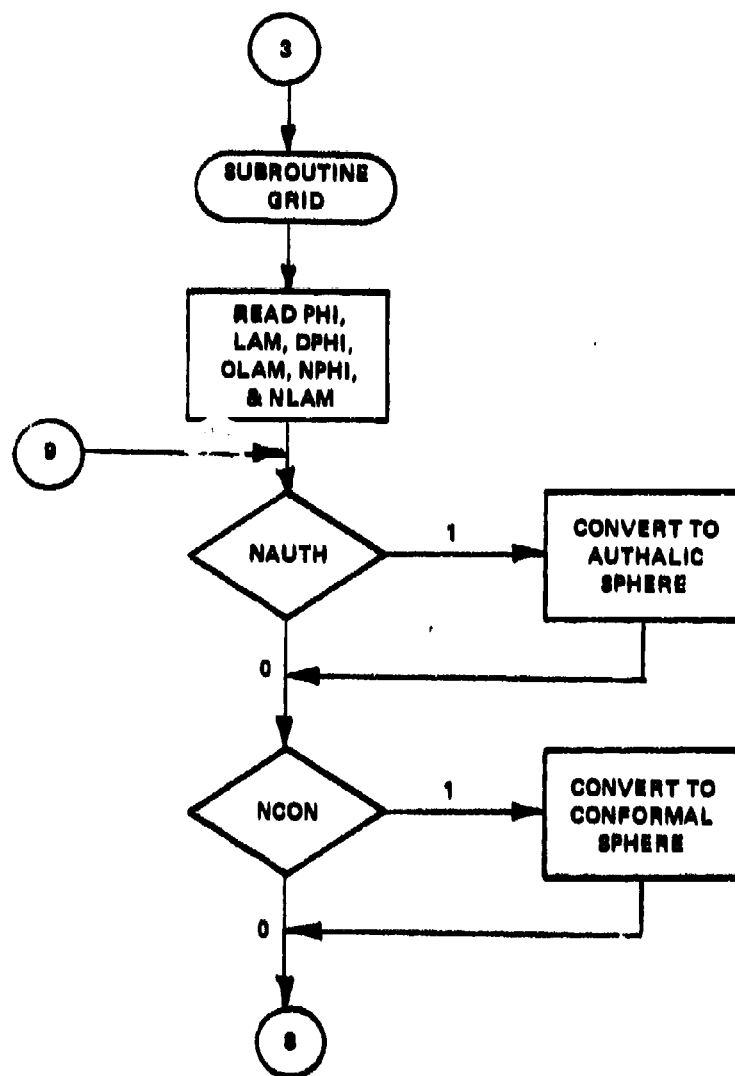 3
SUBROUTINE
GRID
READ PHI,
LAM, DPHI,
OLAM, NPHI,
& NLAM
9
NAUTH
1
CONVERT TO
AUTHALIC
SPHERE
0
NCON
1
CONVERT TO
CONFORMAL
SPHERE
0
8